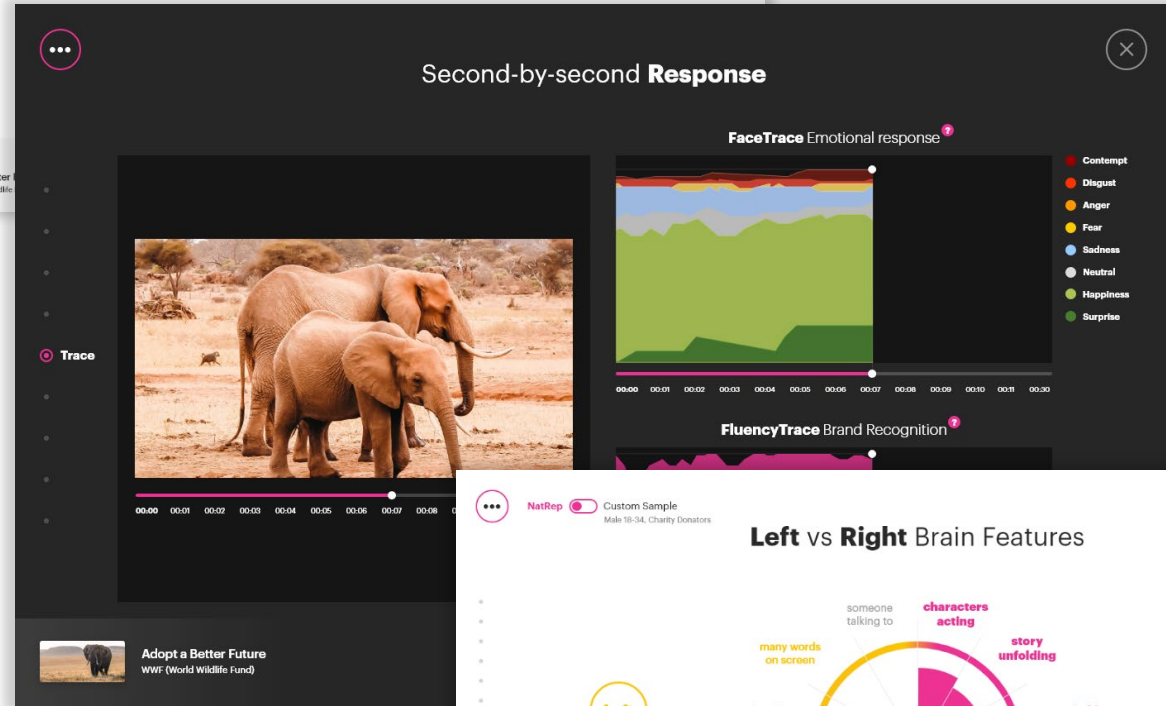 Second-by-second Response
FaceTrace Emotional response ?
Contempt
Disgust
Anger
Fear
Sadness
Neutral
Happiness
Surprise
Trace
00:00 00:01 00:02 00:03 00:04 00:05 00:06 00:07 00:08 00:09 00:10 00:11 00:30
FluencyTrace Brand Recognition ?
00:00 00:01 00:02 00:03 00:04 00:05 00:06 00:07 00:08
Adopt a Better Future
WWF (World Wildlife Fund)
NatRep Custom Sample
Male 18-34, Charity Donators
Left vs Right Brain Features
someone
talking to
characters
acting
many words
on screen
story
unfolding